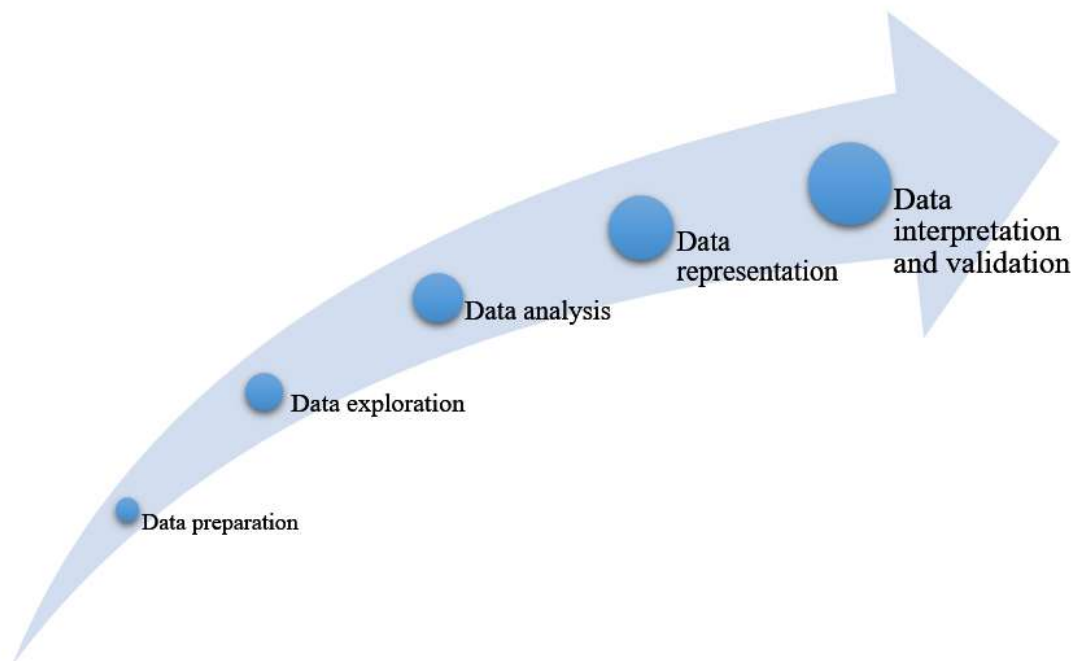 Data preparation
Data exploration
Data analysis
Data
representation
Data
interpretation
and validation